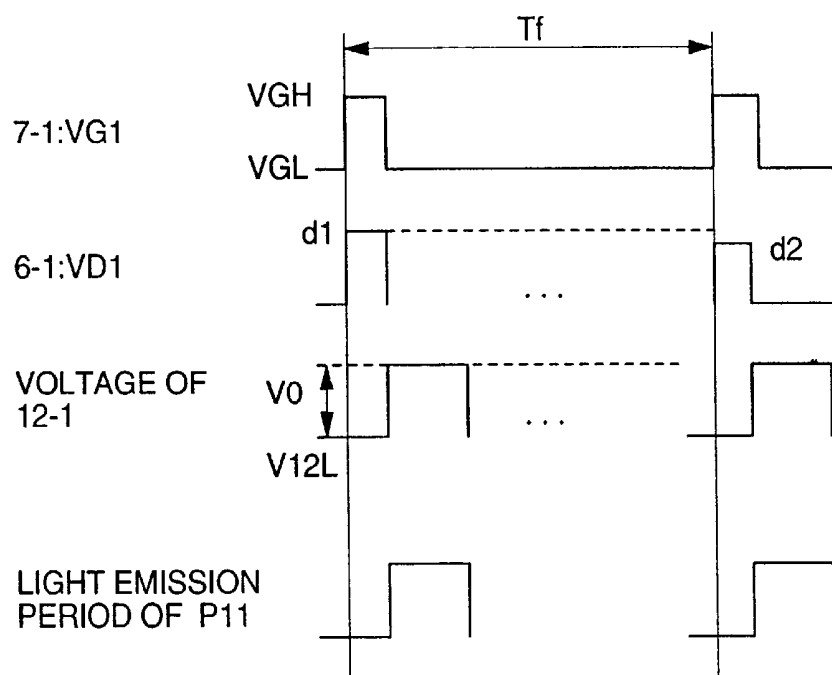 Tf
VGH
7-1:VG1
VGL
d1
d2
6-1:VD1
...
VOLTAGE OF
12-1
V0
...
V12L
LIGHT EMISSION
PERIOD OF P11